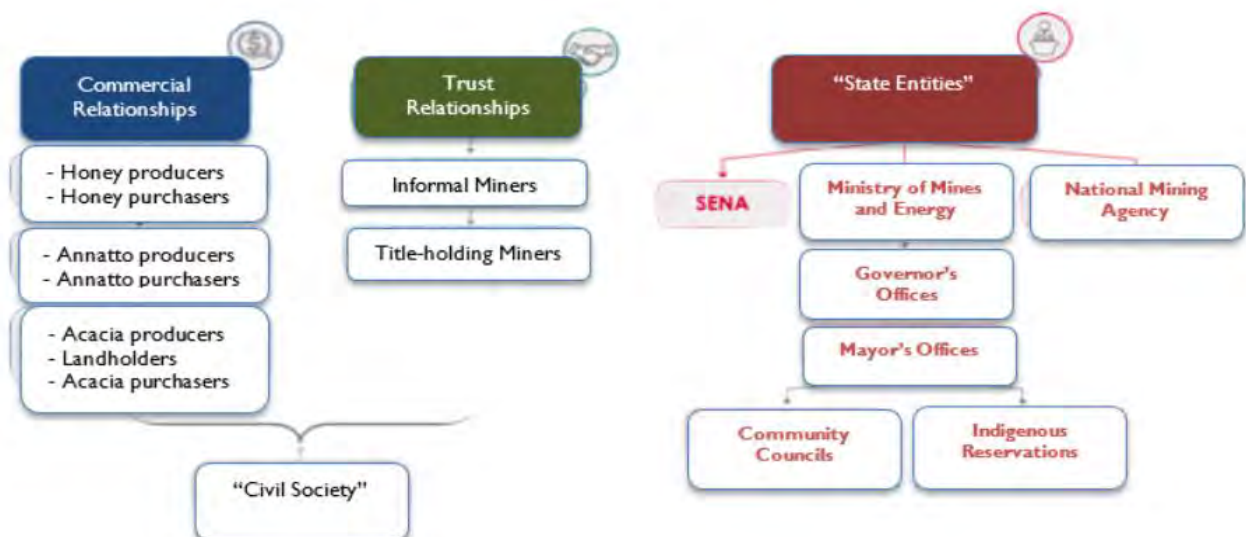 Commercial
Relationships
- Honey producers
- Honey purchasers
- Annatto producers
- Annatto purchasers
- Acacia producers
- Landholders
- Acacia purchasers
Trust
Relationships
Informal Miners
Title-holding Miners
“Civil Society”
“State Entities”
SENA
Ministry of Mines
and Energy
National Mining
Agency
Governor’s
Offices
Mayor’s Offices
Community
Councils
Indigenous
Reservations